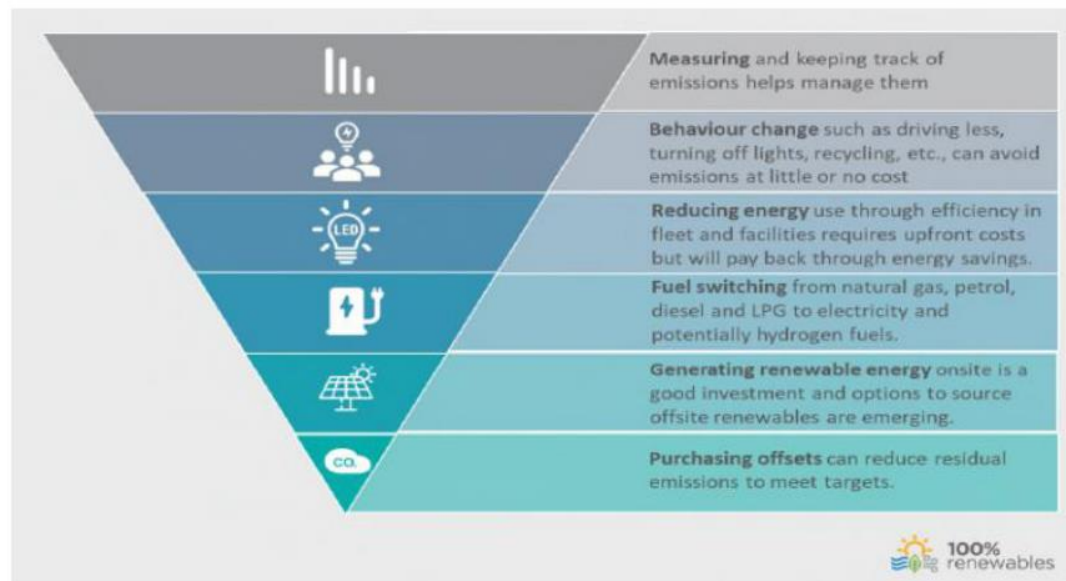 Measuring and keeping track of
emissions helps manage them
Behaviour change such as driving less,
turning off lights, recycling, etc., can avoid
emissions at little or no cost
LED
Reducing energy use through efficiency in
fleet and facilities requires upfront costs
but will pay back through energy savings.
Fuel switching from natural gas, petrol,
diesel and LPG to electricity and
potentially hydrogen fuels.
Generating renewable energy onsite is a
good investment and options to source
offsite renewables are emerging.
CO₂
Purchasing offsets can reduce residual
emissions to meet targets.
100%
renewables